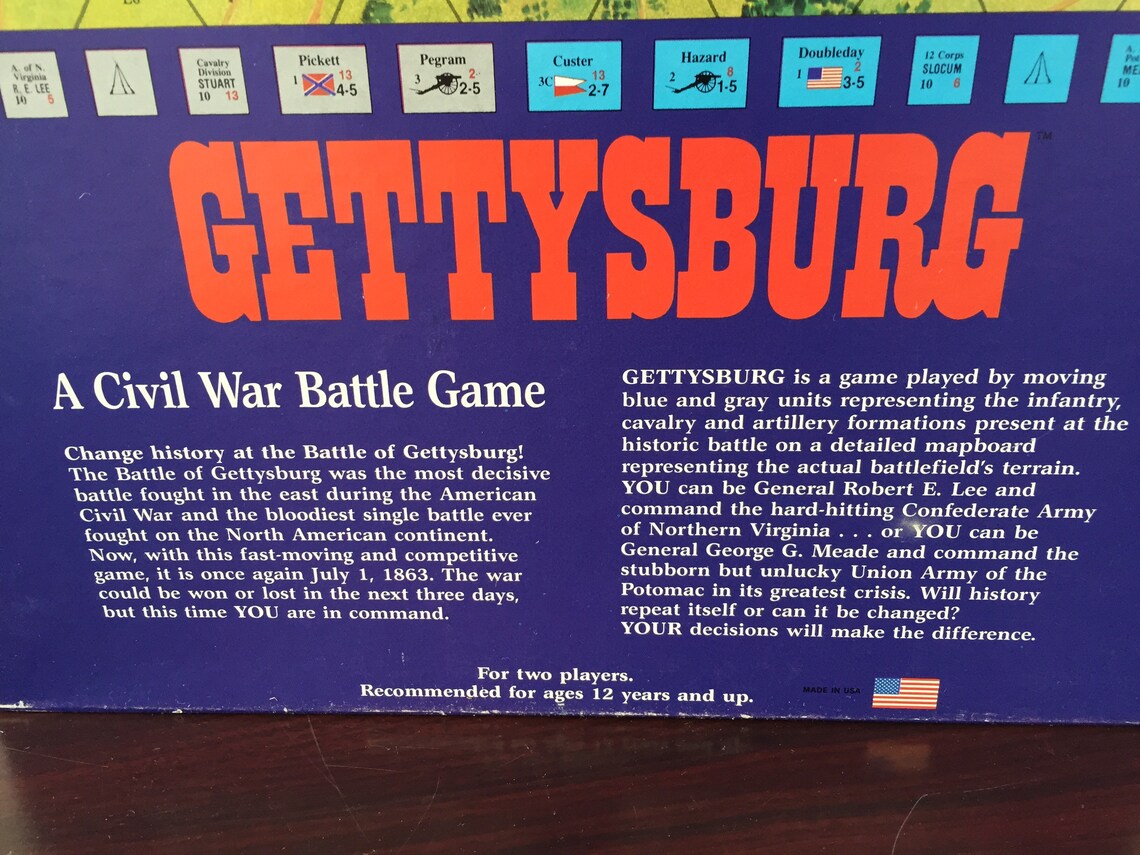 A. of N.
Virginia
R. E. LEE
10 5
Cavalry
Division
STUART
10 13
Pickett
1 13
4-5
Pegram
3 2
2-5
Custer
3C 13
2-7
Hazard
2 8
1-5
Doubleday
1 2
3-5
12 Corps
SLOCUM
10 6
10
GETTYSBURG™
A Civil War Battle Game
Change history at the Battle of Gettysburg!
The Battle of Gettysburg was the most decisive
battle fought in the east during the American
Civil War and the bloodiest single battle ever
fought on the North American continent.
Now, with this fast-moving and competitive
game, it is once again July 1, 1863. The war
could be won or lost in the next three days,
but this time YOU are in command.
GETTYSBURG is a game played by moving
blue and gray units representing the infantry,
cavalry and artillery formations present at the
historic battle on a detailed mapboard
representing the actual battlefield's terrain.
YOU can be General Robert E. Lee and
command the hard-hitting Confederate Army
of Northern Virginia . . . or YOU can be
General George G. Meade and command the
stubborn but unlucky Union Army of the
Potomac in its greatest crisis. Will history
repeat itself or can it be changed?
YOUR decisions will make the difference.
For two players.
Recommended for ages 12 years and up.
MADE IN USA